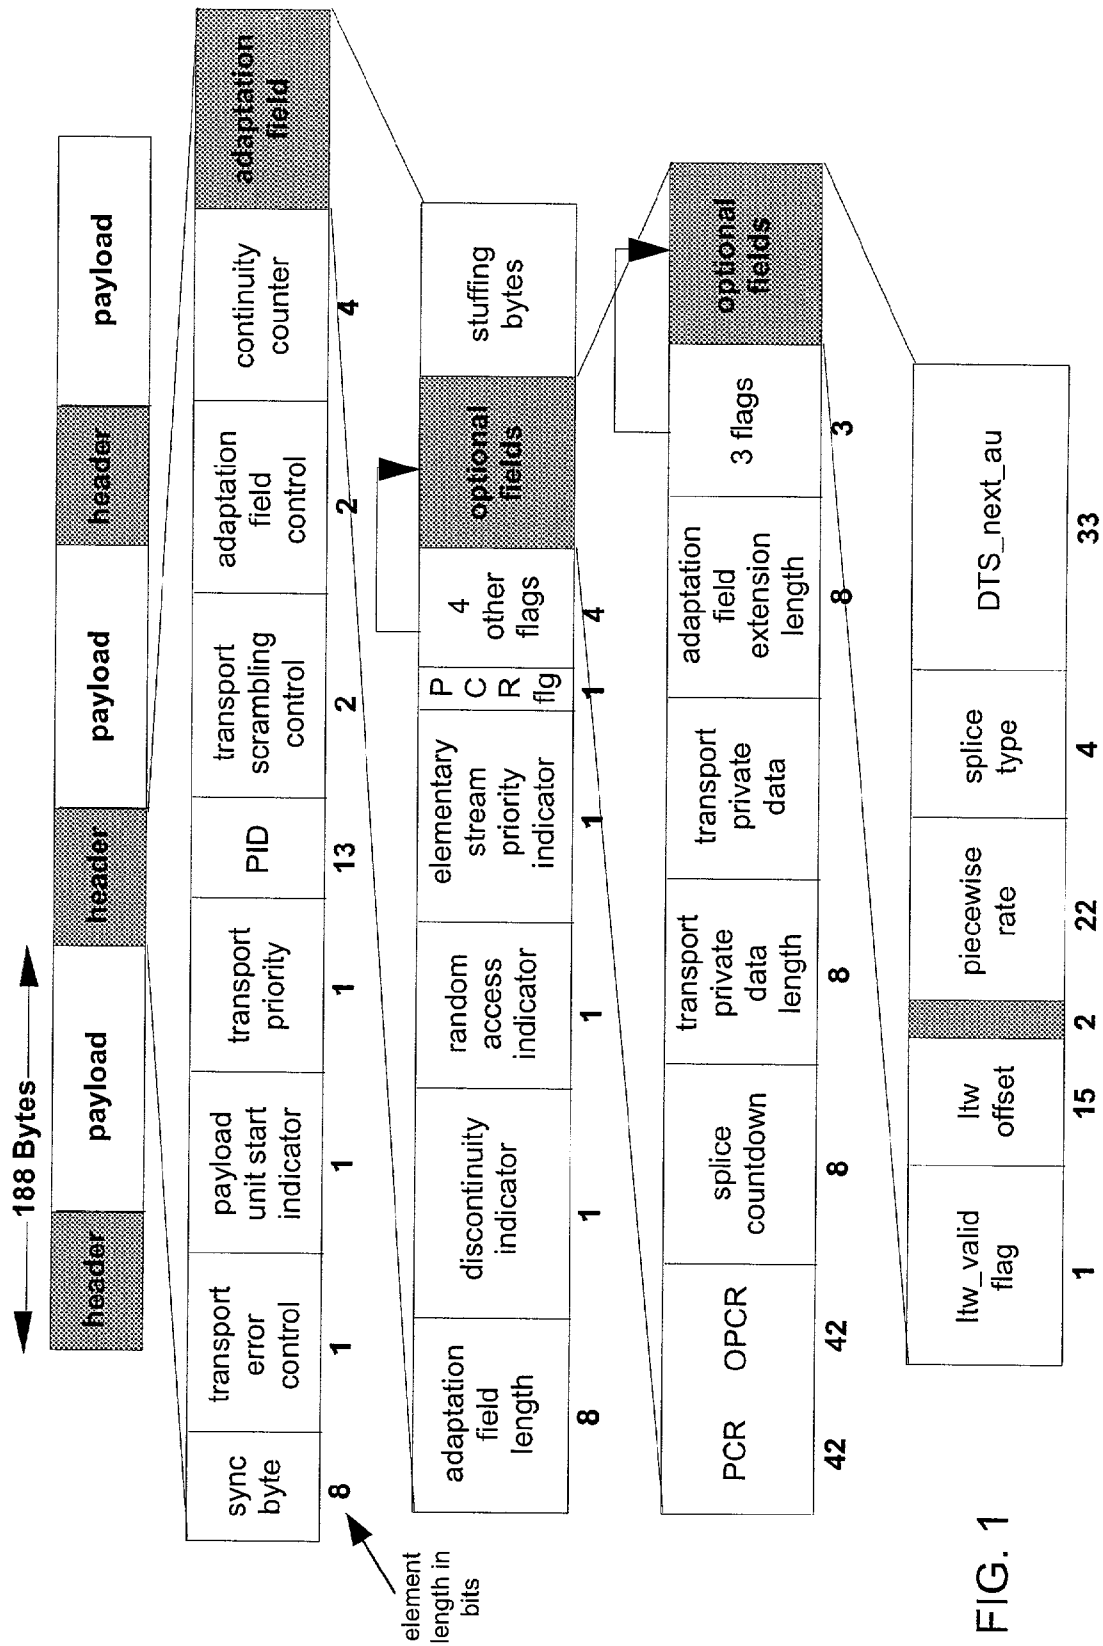 188 Bytes
header
payload
header
payload
header
payload
sync
byte
transport
error
control
payload
unit start
indicator
transport
priority
PID
transport
scrambling
control
adaptation
field
control
continuity
counter
adaptation
field
8
1
1
1
13
2
2
4
element
length in
bits
adaptation
field
length
discontinuity
indicator
random
access
indicator
elementary
stream
priority
indicator
P
C
R
flg
4
other
flags
optional
fields
stuffing
bytes
8
1
1
1
1
4
PCR OPCR
splice
countdown
transport
private
data
length
transport
private
data
adaptation
field
extension
length
3 flags
optional
fields
42
42
8
8
8
3
ltw_valid
flag
ltw
offset
piecewise
rate
splice
type
DTS_next_au
1
15
2
22
4
33
FIG. 1